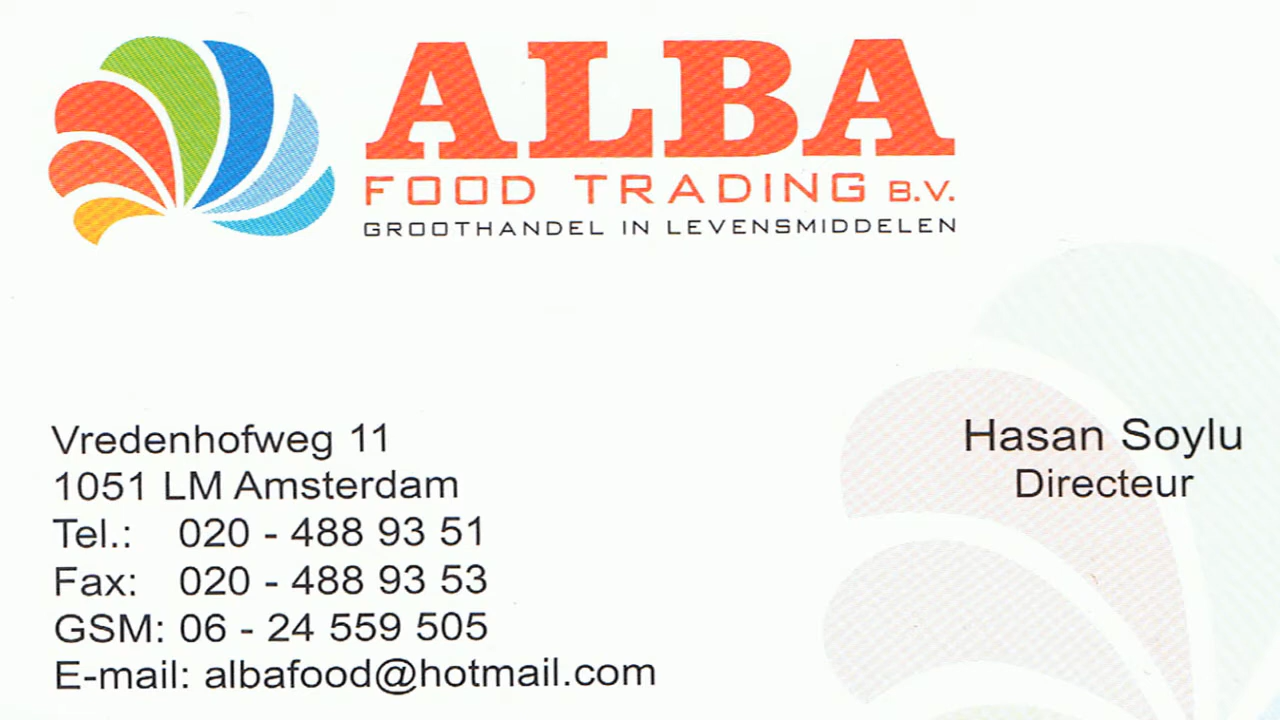 ALBA
FOOD TRADING B.V.
GROOTHANDEL IN LEVENSMIDDELEN
Hasan Soylu
Directeur
Vredenhofweg 11
1051 LM Amsterdam
Tel.: 020 - 488 93 51
Fax: 020 - 488 93 53
GSM: 06 - 24 559 505
E-mail: albafood@hotmail.com